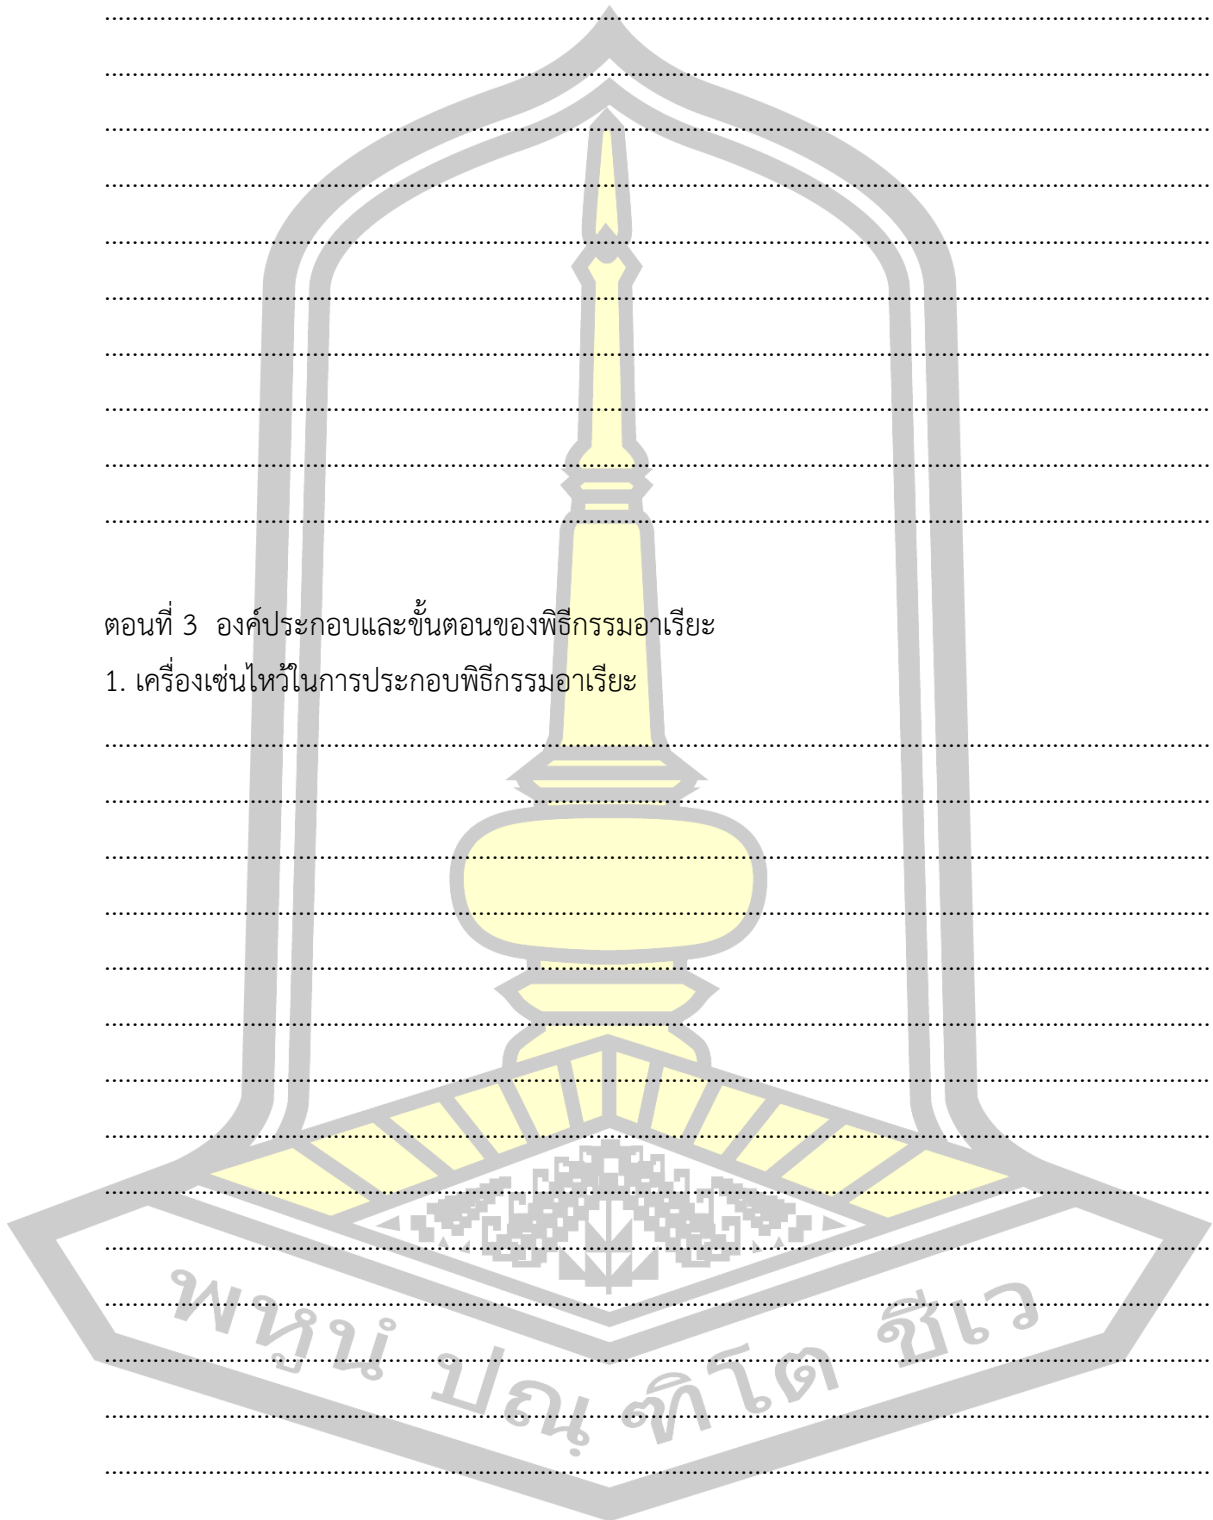 ตอนที่ 3 องค์ประกอบและขั้นตอนของพิธีกรรมอาเรียะ
1. เครื่องเซ่นไหว้ในการประกอบพิธีกรรมอาเรียะ
พหูนํ ปณฺฑิโต ชีเว